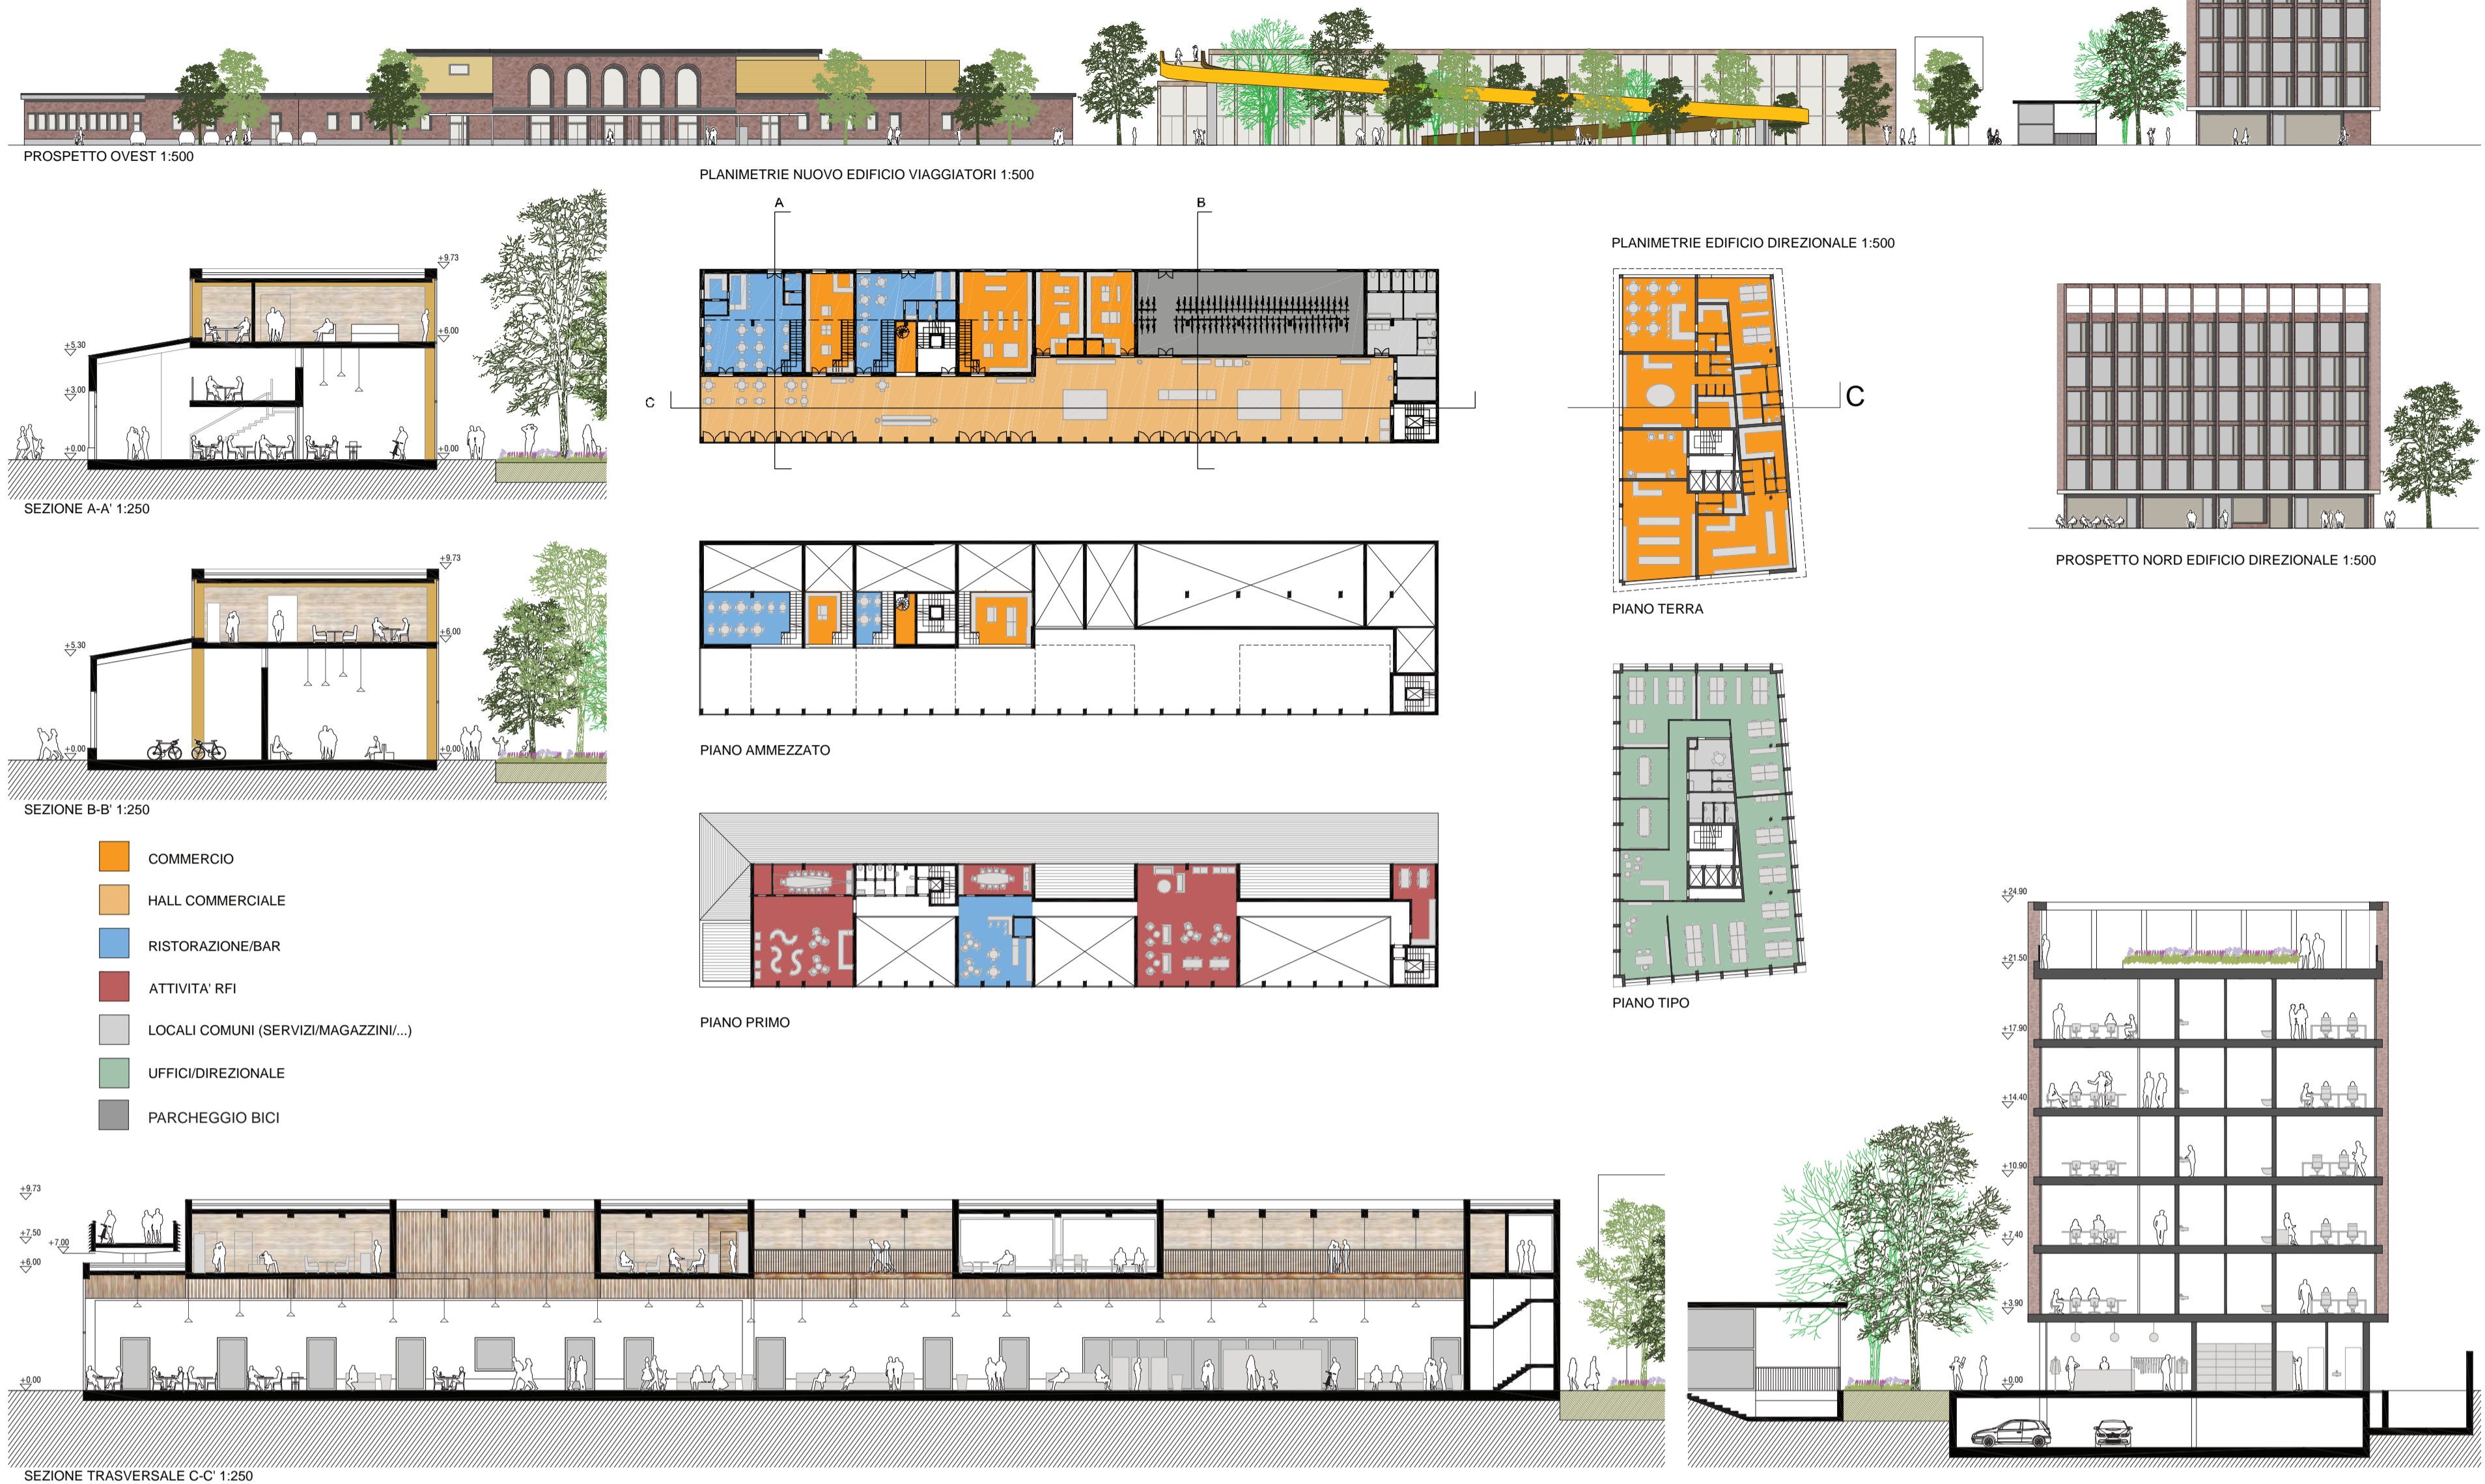 PROSPETTO OVEST 1:500
PLANIMETRIE NUOVO EDIFICIO VIAGGIATORI 1:500
A
B
C
+9.73
+6.00
+5.30
+3.00
+0.00
+0.00
SEZIONE A-A' 1:250
PLANIMETRIE EDIFICIO DIREZIONALE 1:500
C
PIANO TERRA
PROSPETTO NORD EDIFICIO DIREZIONALE 1:500
+9.73
+6.00
+5.30
+0.00
+0.00
SEZIONE B-B' 1:250
PIANO AMMEZZATO
PIANO PRIMO
PIANO TIPO
COMMERCIO
HALL COMMERCIALE
RISTORAZIONE/BAR
ATTIVITA' RFI
LOCALI COMUNI (SERVIZI/MAGAZZINI/...)
UFFICI/DIREZIONALE
PARCHEGGIO BICI
+9.73
+7.50
+7.00
+6.00
+0.00
+24.90
+21.50
+17.90
+14.40
+10.90
+7.40
+3.90
+0.00
SEZIONE TRASVERSALE C-C' 1:250